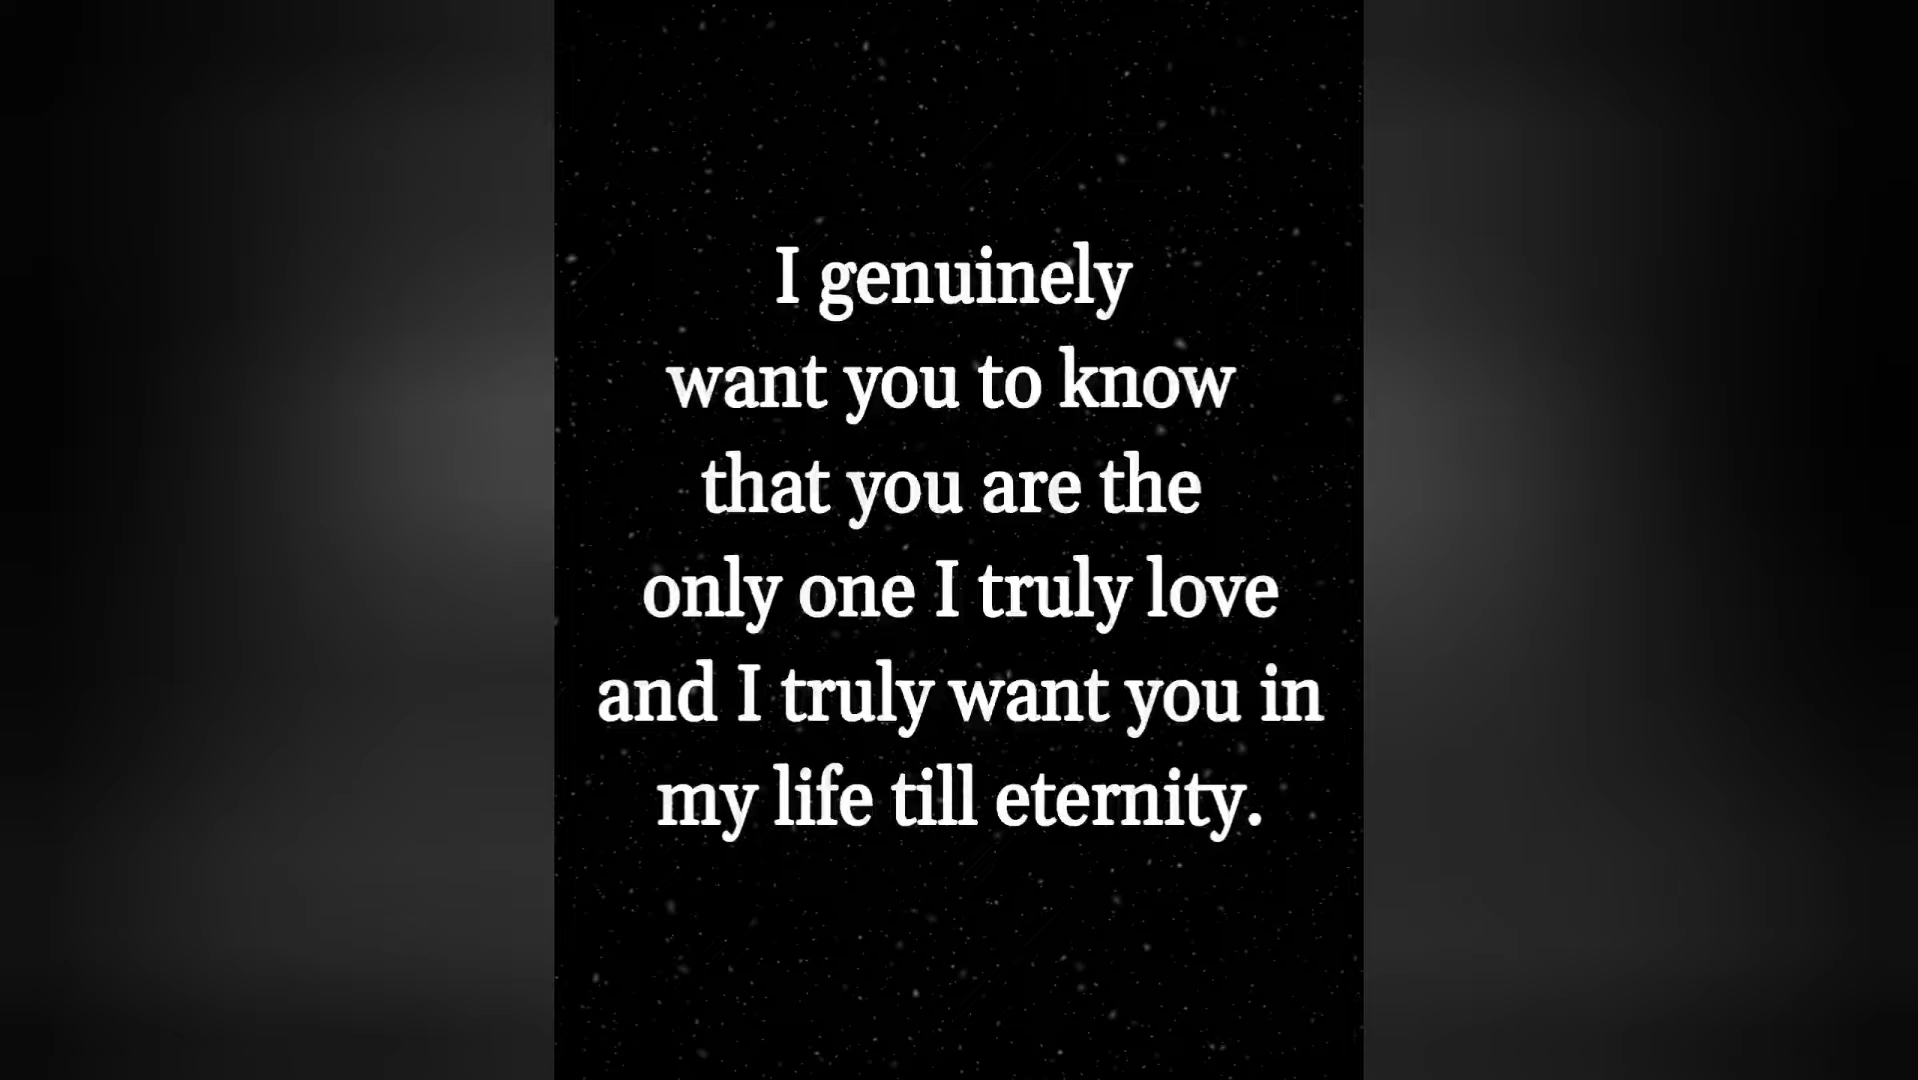 I genuinely
want you to know
that you are the
only one I truly love
and I truly want you in
my life till eternity.